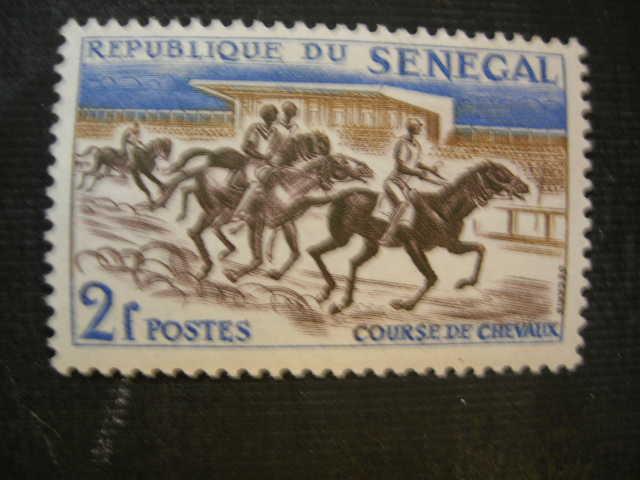 REPUBLIQUE DU SENEGAL
2f POSTES
COURSE DE CHEVAUX